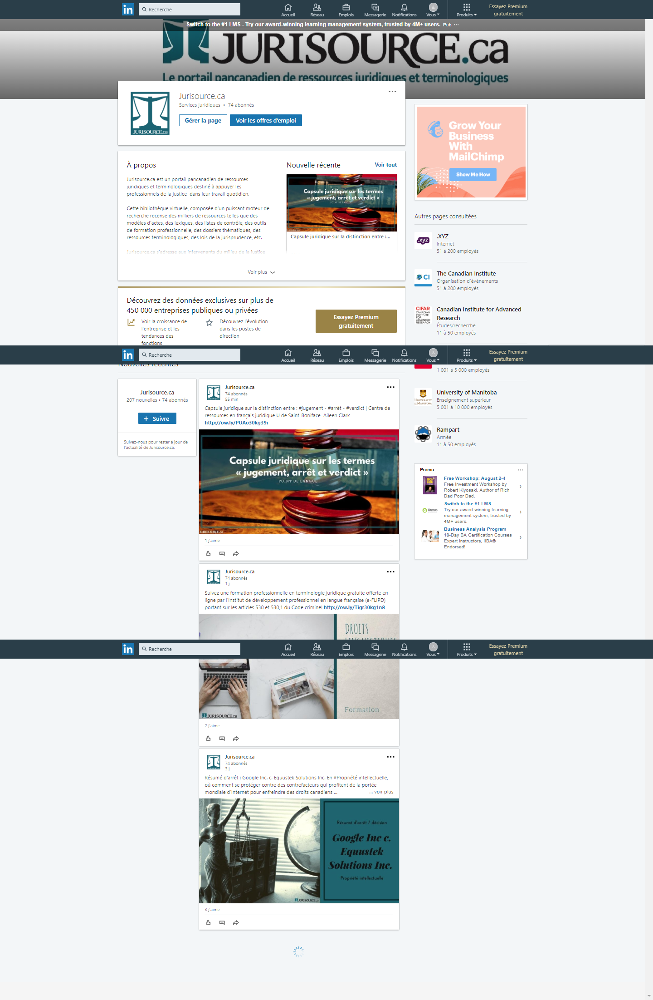 in
Recherche
Accueil
Réseau
Emplois
Messagerie
Notifications
Vous
Produits
Essayez Premium
gratuitement
Switch to the #1 LMS - Try our award-winning learning management system, trusted by 4M+ users. Pub ···
JURISOURCE.ca
Le portail pancanadien de ressources juridiques et terminologiques
JURISOURCE.ca
Jurisource.ca
Services juridiques • 74 abonnés
Gérer la page
Voir les offres d'emploi
À propos
Jurisource.ca est un portail pancanadien de ressources
juridiques et terminologiques destiné à appuyer les
professionnels de la justice dans leur travail quotidien.
Cette bibliothèque virtuelle, composée d'un puissant moteur de
recherche recense des milliers de ressources telles que des
modèles d'actes, des lexiques, des listes de contrôle, des outils
de formation professionnelle, des dossiers thématiques, des
ressources terminologiques, des lois de la jurisprudence, etc.
Jurisource.ca s'adresse aux intervenants du milieu de la justice
Nouvelle récente
Voir tout
Capsule juridique sur les termes
« jugement, arrêt et verdict »
POINT DE LANGUE
Capsule juridique sur la distinction entre :...
Voir plus
Découvrez des données exclusives sur plus de
450 000 entreprises publiques ou privées
Voir la croissance de
l'entreprise et les
tendances des
fonctions
Découvrez l'évolution
dans les postes de
direction
Essayez Premium
gratuitement
Grow Your
Business
With
MailChimp
Show Me How
Autres pages consultées
.xyz
.XYZ
Internet
51 à 200 employés
CI
The Canadian Institute
Organisation d'événements
51 à 200 employés
CIFAR
CANADIAN
INSTITUTE
FOR
ADVANCED
RESEARCH
Canadian Institute for Advanced
Research
Études/recherche
11 à 50 employés
in
Recherche
Accueil
Réseau
Emplois
Messagerie
Notifications
Vous
Produits
Essayez Premium
gratuitement
Nouvelles récentes
Jurisource.ca
207 nouvelles • 74 abonnés
+ Suivre
Suivez-nous pour rester à jour de
l'actualité de Jurisource.ca.
Jurisource.ca
74 abonnés
55 min
Capsule juridique sur la distinction entre : #jugement - #arrêt - #verdict | Centre de
ressources en français juridique U de Saint-Boniface Aileen Clark
http://ow.ly/PUAo30kg39i
Capsule juridique sur les termes
« jugement, arrêt et verdict »
POINT DE LANGUE
JURISOURCE.ca
1 j'aime
1 001 à 5 000 employés
UNIVERSITY
OF MANITOBA
University of Manitoba
Enseignement supérieur
5 001 à 10 000 employés
Rampart
Armée
11 à 50 employés
Promu
Free Workshop: August 2-4
Free Investment Workshop by
Robert Kiyosaki, Author of Rich
Dad Poor Dad.
Litmos
Switch to the #1 LMS
Try our award-winning learning
management system, trusted by
4M+ users.
Business Analysis Program
18-Day BA Certification Courses
Expert Instructors, IIBA®
Endorsed!
Jurisource.ca
74 abonnés
1 j
Suivez une formation professionnelle en terminologie juridique gratuite offerte en
ligne par l'Institut de développement professionnel en langue française (e-FLIPD)
portant sur les articles 530 et 530,1 du Code criminel http://ow.ly/Tigr30kg1n8
DROITS
LINGUISTIQUES
in
Recherche
Accueil
Réseau
Emplois
Messagerie
Notifications
Vous
Produits
Essayez Premium
gratuitement
Formation
JURISOURCE.ca
2 j'aime
Jurisource.ca
74 abonnés
3 j
Résumé d'arrêt : Google Inc. c. Equustek Solutions Inc. En #Propriété intellectuelle,
où comment se protéger contre des contrefacteurs qui profitent de la portée
mondiale d'Internet pour enfreindre des droits canadiens ... ... voir plus
Résumé d'arrêt / décision
Google Inc c.
Equustek
Solutions Inc.
Propriété intellectuelle
JURISOURCE.ca
3 j'aime